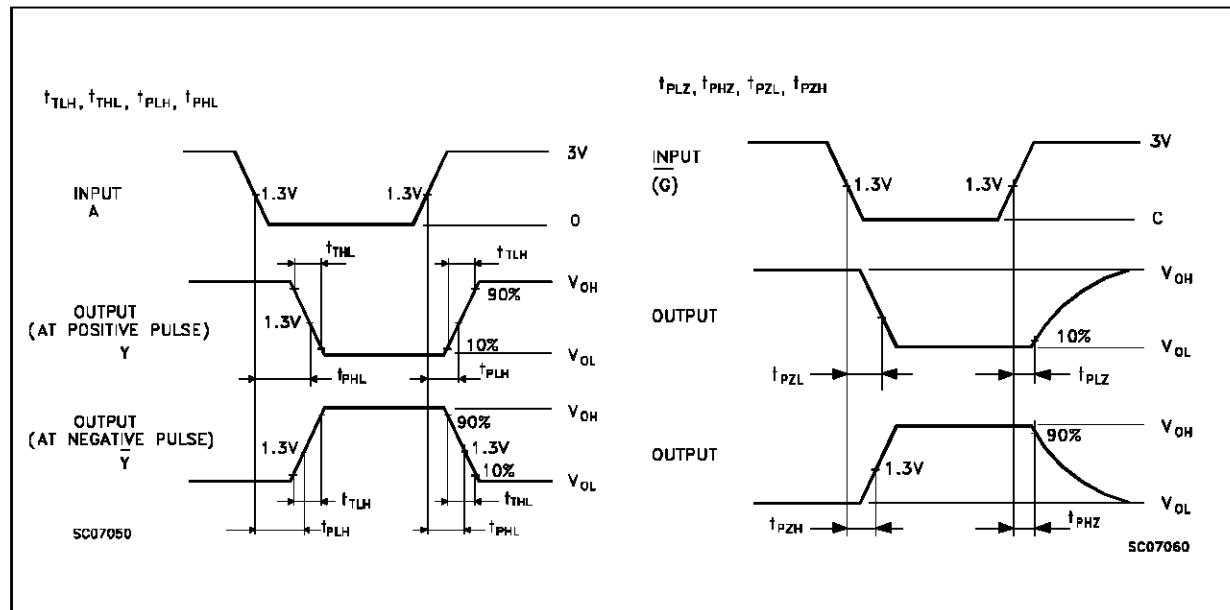 tTLH, tTHL, tPLH, tPHL
3V
INPUT
A
1.3V
1.3V
0
tTHL
tTLH
VOH
90%
OUTPUT
(AT POSITIVE PULSE)
Y
1.3V
10%
VOL
tPHL
tPLH
VOH
OUTPUT
(AT NEGATIVE PULSE)
Y̅
90%
1.3V
1.3V
10%
VOL
tTLH
tTHL
tPLH
tPHL
SC07050
tPLZ, tPHZ, tPZL, tPZH
3V
INPUT
(G̅)
1.3V
1.3V
C
VOH
OUTPUT
10%
VOL
tPZL
tPLZ
VOH
90%
OUTPUT
1.3V
VOL
tPZH
tPHZ
SC07060